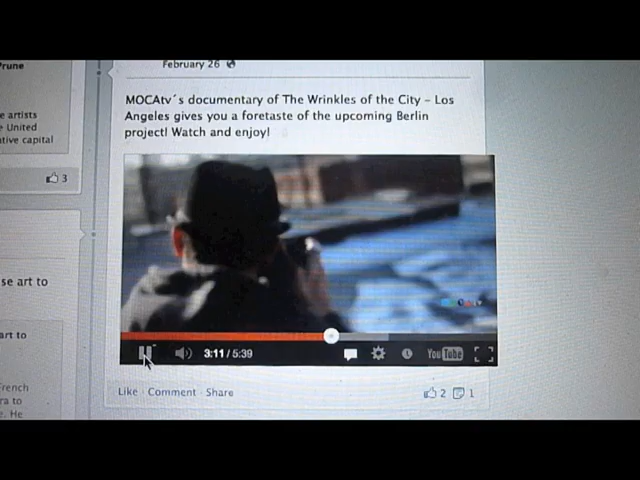 Prune
February 26
e artists
e United
ative capital
3
MOCAtv´s documentary of The Wrinkles of the City - Los
Angeles gives you a foretaste of the upcoming Berlin
project! Watch and enjoy!
3:11 / 5:39
YouTube
se art to
art to
French
ra to
s. He
Like Comment Share
2 1